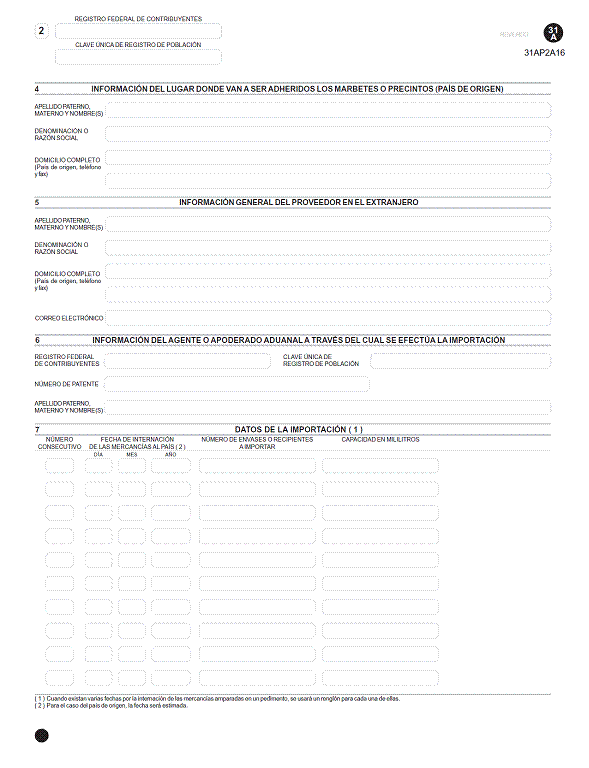 REGISTRO FEDERAL DE CONTRIBUYENTES
2
REVERSO
31
A
CLAVE ÚNICA DE REGISTRO DE POBLACIÓN
31AP2A16
4 INFORMACIÓN DEL LUGAR DONDE VAN A SER ADHERIDOS LOS MARBETES O PRECINTOS (PAÍS DE ORIGEN)
APELLIDO PATERNO,
MATERNO Y NOMBRE(S)
DENOMINACIÓN O
RAZÓN SOCIAL
DOMICILIO COMPLETO
(País de origen, teléfono
y fax)
5 INFORMACIÓN GENERAL DEL PROVEEDOR EN EL EXTRANJERO
APELLIDO PATERNO,
MATERNO Y NOMBRE(S)
DENOMINACIÓN O
RAZÓN SOCIAL
DOMICILIO COMPLETO
(País de origen, teléfono
y fax)
CORREO ELECTRÓNICO
6 INFORMACIÓN DEL AGENTE O APODERADO ADUANAL A TRAVÉS DEL CUAL SE EFECTÚA LA IMPORTACIÓN
REGISTRO FEDERAL
DE CONTRIBUYENTES
CLAVE ÚNICA DE
REGISTRO DE POBLACIÓN
NÚMERO DE PATENTE
APELLIDO PATERNO,
MATERNO Y NOMBRE(S)
7 DATOS DE LA IMPORTACIÓN ( 1 )
NÚMERO
CONSECUTIVO
FECHA DE INTERNACIÓN
DE LAS MERCANCÍAS AL PAÍS ( 2 )
NÚMERO DE ENVASES O RECIPIENTES
A IMPORTAR
CAPACIDAD EN MILILITROS
DÍA MES AÑO
( 1 ) Cuando existan varias fechas por la internación de las mercancías amparadas en un pedimento, se usará un renglón para cada una de ellas.
( 2 ) Para el caso del país de origen, la fecha será estimada.